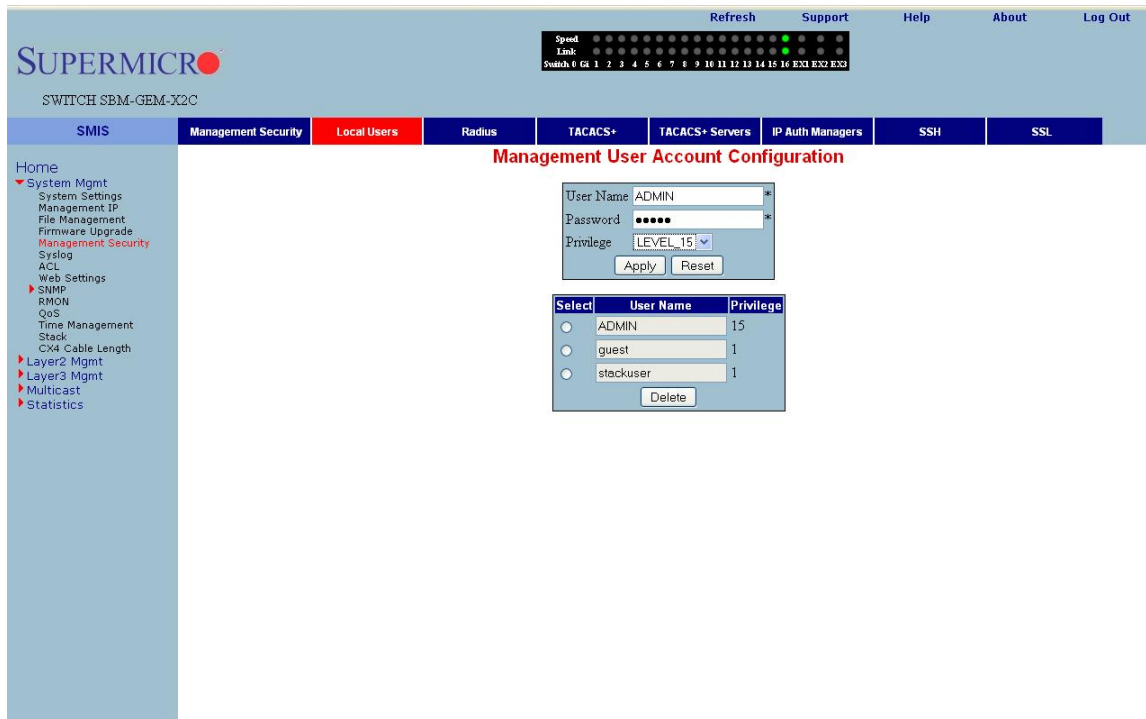 Refresh Support Help About Log Out
Speed
Link
Switch 0 Gi 1 2 3 4 5 6 7 8 9 10 11 12 13 14 15 16 EX1 EX2 EX3
SUPERMICRO
SWITCH SBM-GEM-X2C
SMIS Management Security Local Users Radius TACACS+ TACACS+ Servers IP Auth Managers SSH SSL
Home
System Mgmt
System Settings
Management IP
File Management
Firmware Upgrade
Management Security
Syslog
ACL
Web Settings
SNMP
RMON
QoS
Time Management
Stack
CX4 Cable Length
Layer2 Mgmt
Layer3 Mgmt
Multicast
Statistics
Management User Account Configuration
User Name ADMIN *
Password ●●●●● *
Privilege LEVEL_15
Apply Reset
Select User Name Privilege
ADMIN 15
guest 1
stackuser 1
Delete